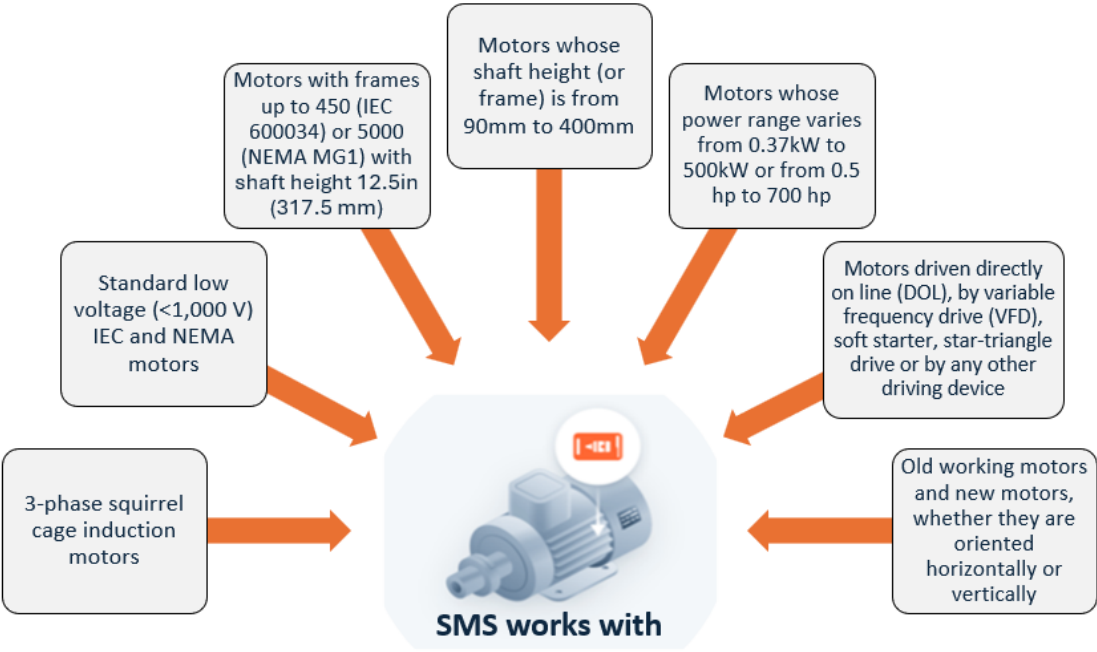 Motors whose
shaft height (or
frame) is from
90mm to 400mm
Motors with frames
up to 450 (IEC
600034) or 5000
(NEMA MG1) with
shaft height 12.5in
(317.5 mm)
Motors whose
power range varies
from 0.37kW to
500kW or from 0.5
hp to 700 hp
Standard low
voltage (<1,000 V)
IEC and NEMA
motors
Motors driven directly
on line (DOL), by variable
frequency drive (VFD),
soft starter, star-triangle
drive or by any other
driving device
3-phase squirrel
cage induction
motors
Old working motors
and new motors,
whether they are
oriented
horizontally or
vertically
SMS works with